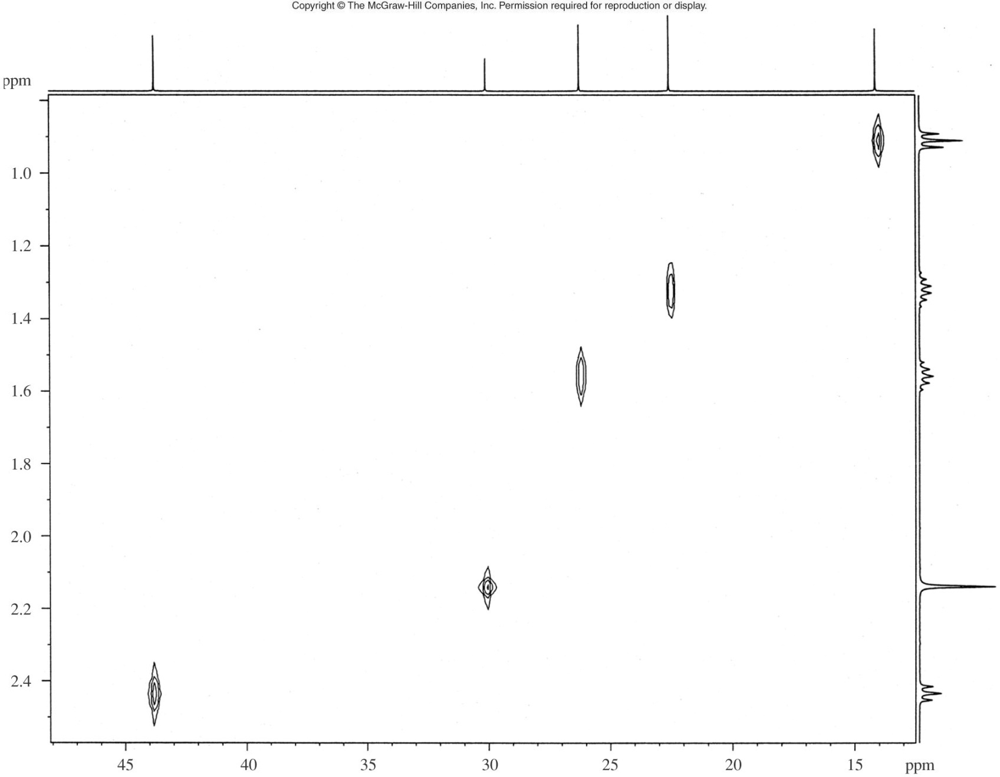 Copyright © The McGraw-Hill Companies, Inc. Permission required for reproduction or display.
ppm
1.0
1.2
1.4
1.6
1.8
2.0
2.2
2.4
45 40 35 30 25 20 15 ppm